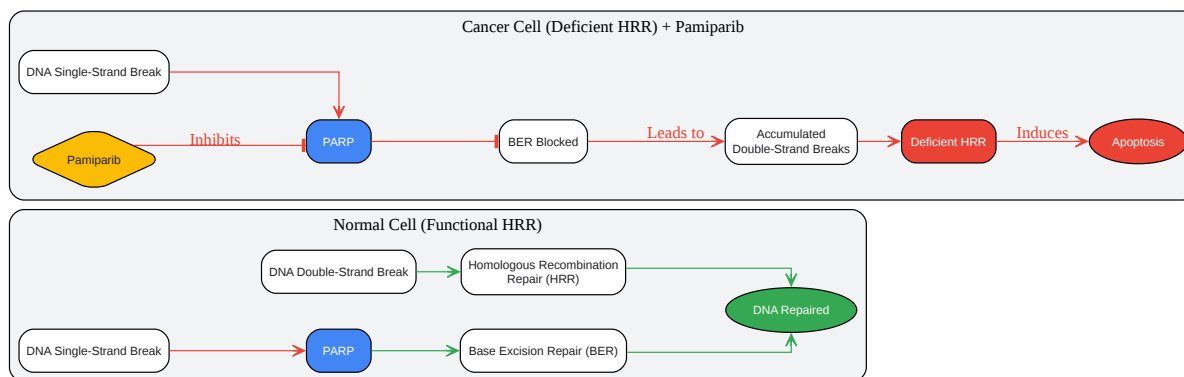 Cancer Cell (Deficient HRR) + Pamiparib
DNA Single-Strand Break
Pamiparib
Inhibits
PARP
BER Blocked
Leads to
Accumulated
Double-Strand Breaks
Deficient HRR
Induces
Apoptosis
Normal Cell (Functional HRR)
DNA Double-Strand Break
Homologous Recombination
Repair (HRR)
DNA Repaired
DNA Single-Strand Break
PARP
Base Excision Repair (BER)